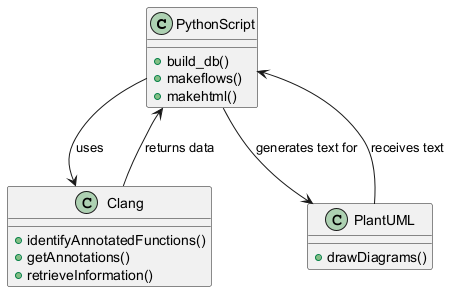 C PythonScript
build_db()
makeflows()
makehtml()
uses
returns data
generates text for
receives text
C Clang
identifyAnnotatedFunctions()
getAnnotations()
retrieveInformation()
C PlantUML
drawDiagrams()